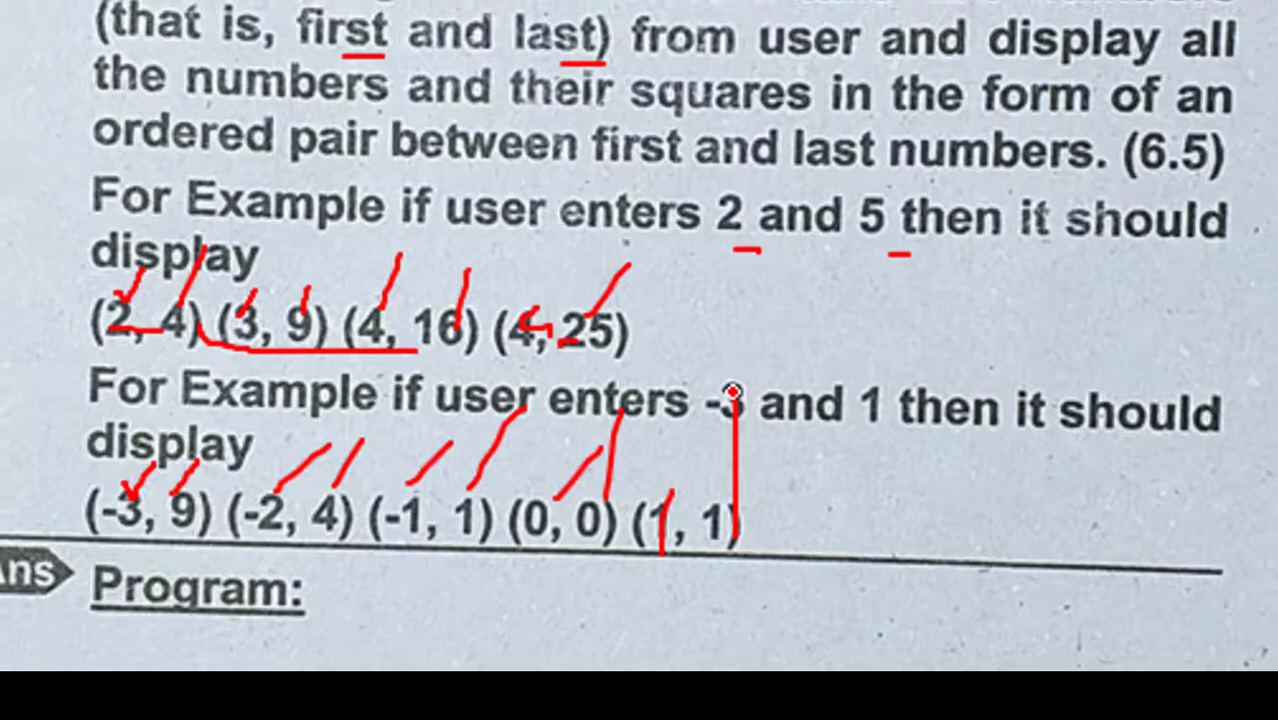 (that is, first and last) from user and display all
the numbers and their squares in the form of an
ordered pair between first and last numbers. (6.5)
For Example if user enters 2 and 5 then it should
display
(2, 4) (3, 9) (4, 16) (4, 25)
For Example if user enters -3 and 1 then it should
display
(-3, 9) (-2, 4) (-1, 1) (0, 0) (1, 1)
Ans Program: